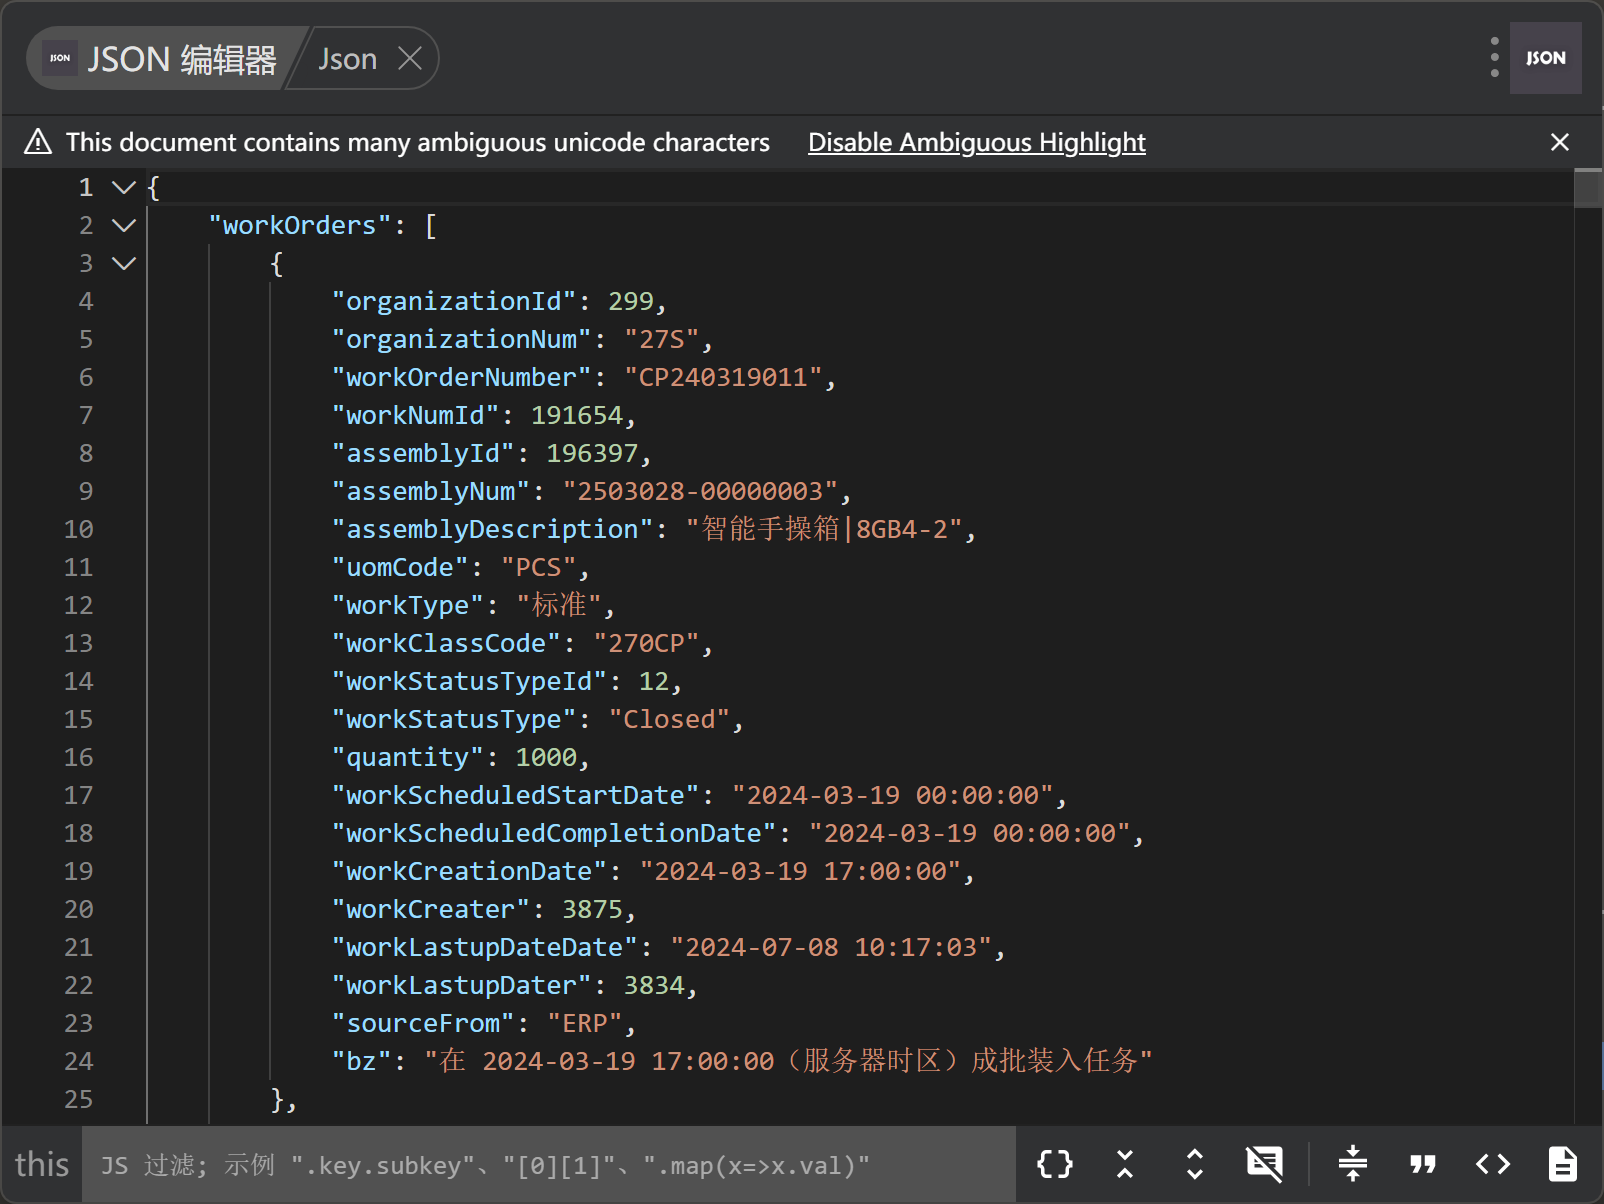 JSON JSON 编辑器 Json
JSON
This document contains many ambiguous unicode characters Disable Ambiguous Highlight
1 {
2 "workOrders": [
3 {
4 "organizationId": 299,
5 "organizationNum": "27S",
6 "workOrderNumber": "CP240319011",
7 "workNumId": 191654,
8 "assemblyId": 196397,
9 "assemblyNum": "2503028-00000003",
10 "assemblyDescription": "智能手操箱|8GB4-2",
11 "uomCode": "PCS",
12 "workType": "标准",
13 "workClassCode": "270CP",
14 "workStatusTypeId": 12,
15 "workStatusType": "Closed",
16 "quantity": 1000,
17 "workScheduledStartDate": "2024-03-19 00:00:00",
18 "workScheduledCompletionDate": "2024-03-19 00:00:00",
19 "workCreationDate": "2024-03-19 17:00:00",
20 "workCreater": 3875,
21 "workLastupDateDate": "2024-07-08 10:17:03",
22 "workLastupDater": 3834,
23 "sourceFrom": "ERP",
24 "bz": "在 2024-03-19 17:00:00（服务器时区）成批装入任务"
25 },
this JS 过滤; 示例 ".key.subkey"、"[0][1]"、".map(x=>x.val)"